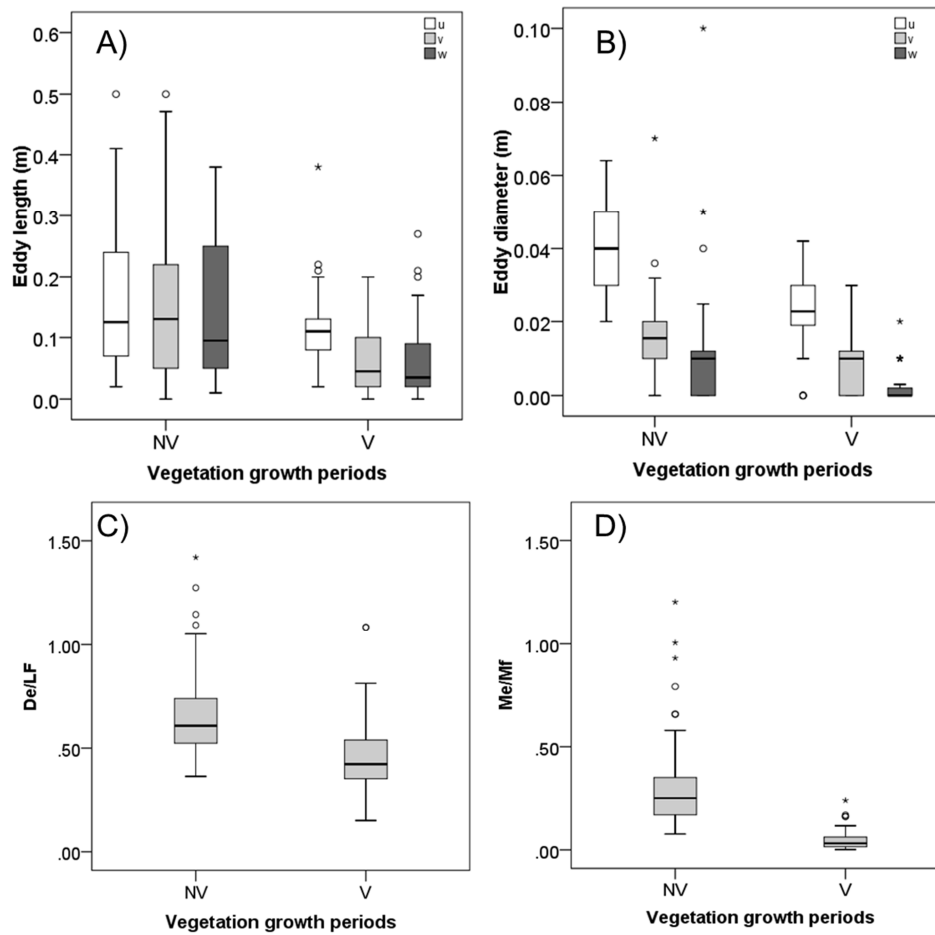 A)
u
v
w
0.6
0.5
0.4
0.3
0.2
0.1
0.0
Eddy length (m)
NV
V
Vegetation growth periods
B)
u
v
w
0.10
0.08
0.06
0.04
0.02
0.00
Eddy diameter (m)
NV
V
Vegetation growth periods
C)
1.50
1.00
.50
.00
De/LF
NV
V
Vegetation growth periods
D)
1.50
1.00
.50
.00
Me/Mf
NV
V
Vegetation growth periods